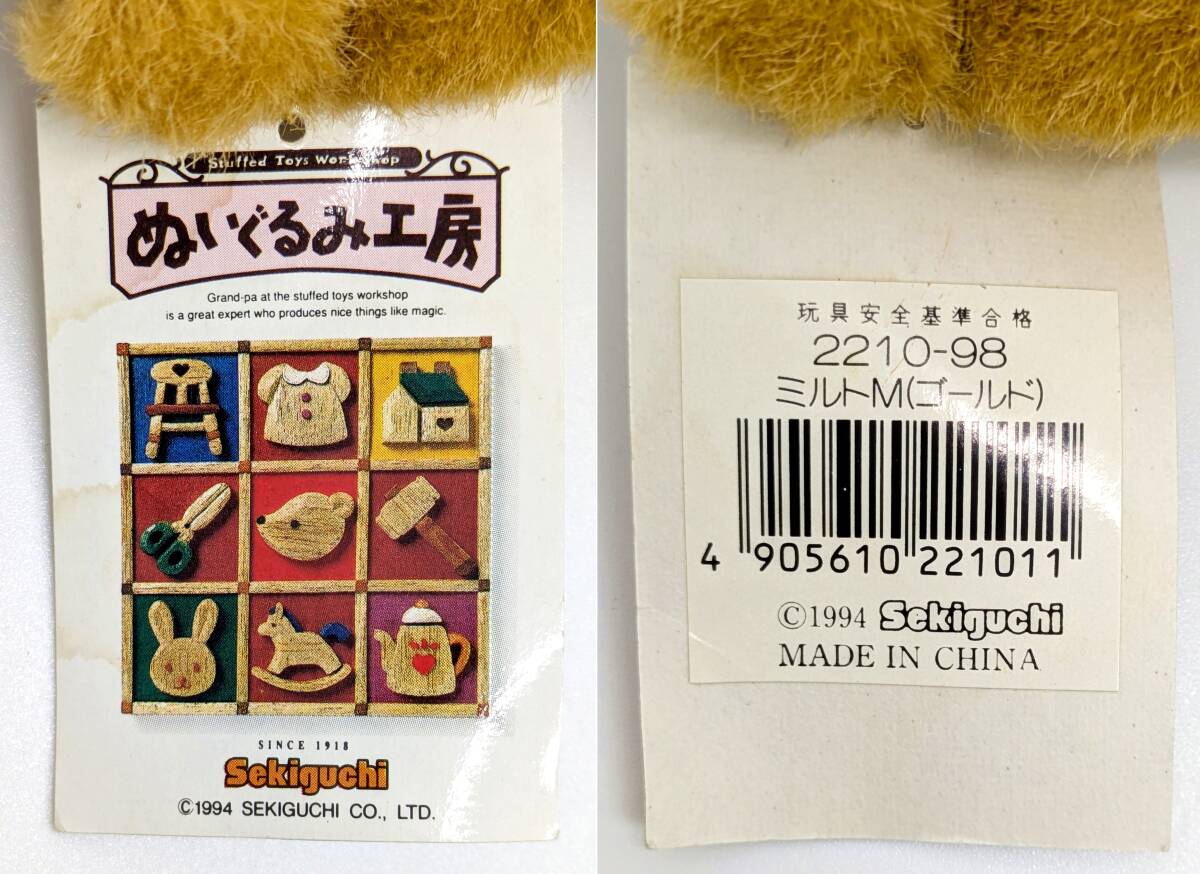 Stuffed Toys Workshop
ぬいぐるみ工房
Grand-pa at the stuffed toys workshop
is a great expert who produces nice things like magic.
SINCE 1918
Sekiguchi
©1994 SEKIGUCHI CO., LTD.
玩具安全基準合格
2210-98
ミルトM(ゴールド)
4 905610 221011
©1994 Sekiguchi
MADE IN CHINA